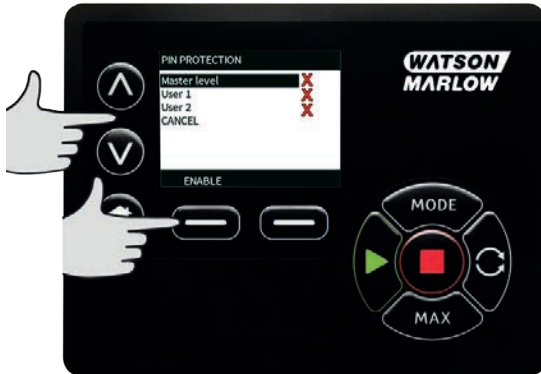 PIN PROTECTION
Master level
User 1
User 2
CANCEL
ENABLE
WATSON
MARLOW
MODE
MAX